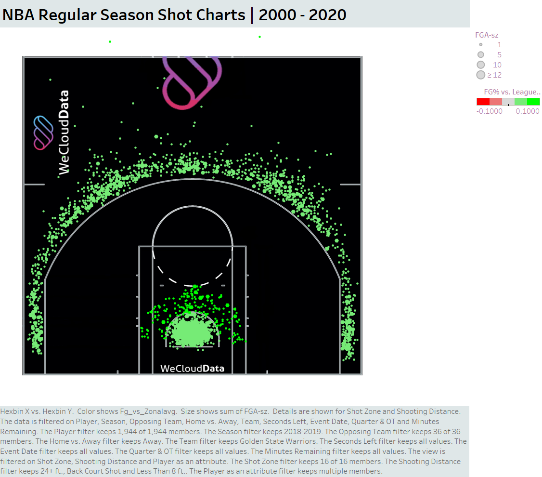 NBA Regular Season Shot Charts | 2000 - 2020
FGA-sz
1
5
10
≥ 12
FG% vs. League..
-0.1000 0.1000
WeCloudData
WeCloudData
Hexbin X vs. Hexbin Y. Color shows Fg_vs_Zonalavg. Size shows sum of FGA-sz. Details are shown for Shot Zone and Shooting Distance.
The data is filtered on Player, Season, Opposing Team, Home vs. Away, Team, Seconds Left, Event Date, Quarter & OT and Minutes
Remaining. The Player filter keeps 1,944 of 1,944 members. The Season filter keeps 2018-2019. The Opposing Team filter keeps 36 of 36
members. The Home vs. Away filter keeps Away. The Team filter keeps Golden State Warriors. The Seconds Left filter keeps all values. The
Event Date filter keeps all values. The Quarter & OT filter keeps all values. The Minutes Remaining filter keeps all values. The view is
filtered on Shot Zone, Shooting Distance and Player as an attribute. The Shot Zone filter keeps 16 of 16 members. The Shooting Distance
filter keeps 24+ ft., Back Court Shot and Less Than 8 ft.. The Player as an attribute filter keeps multiple members.